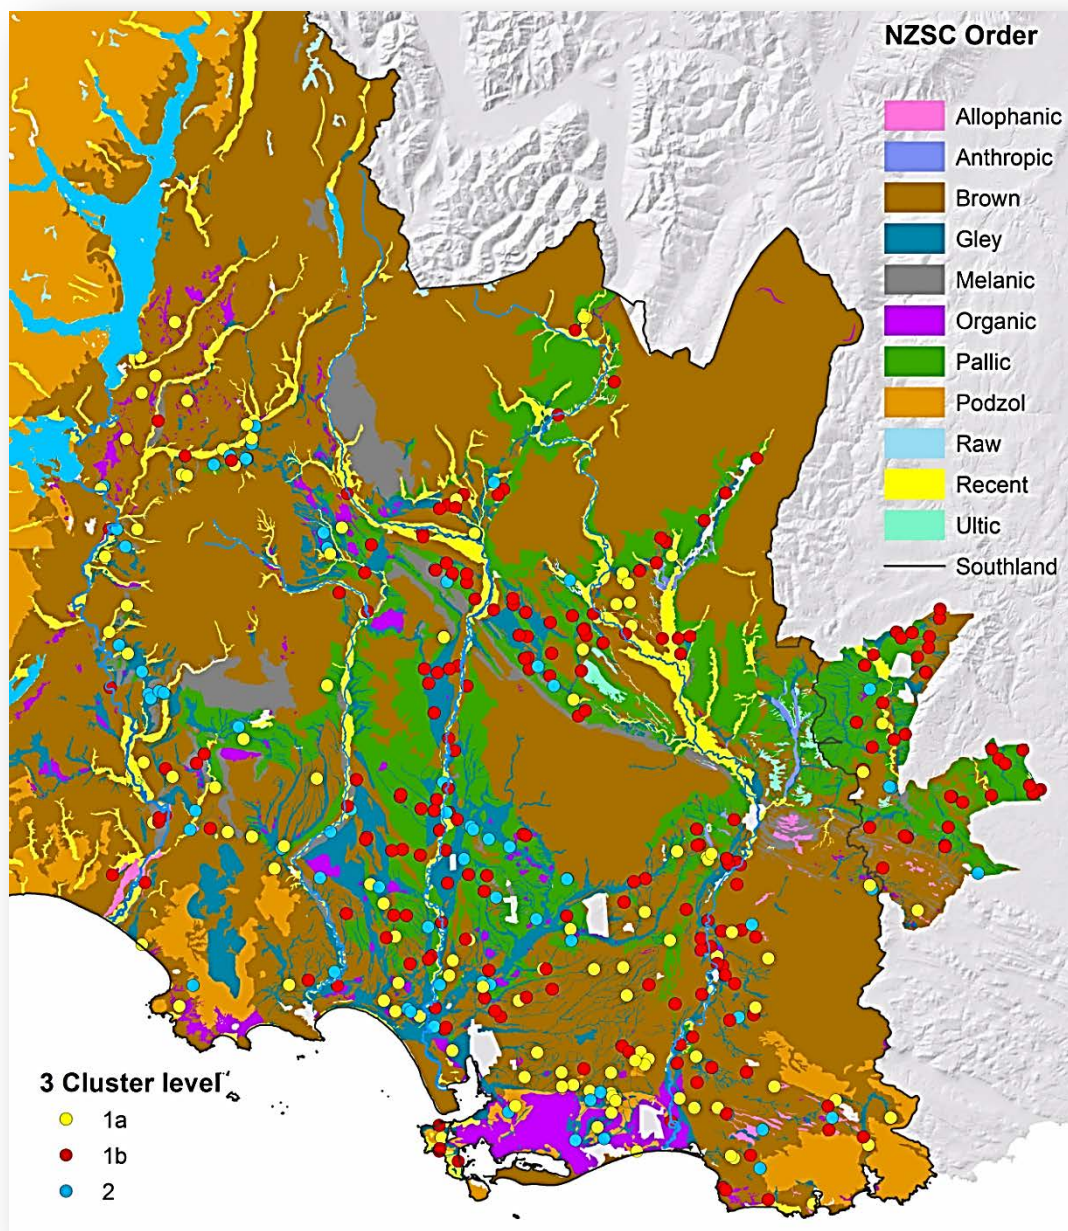 NZSC Order
Allophanic
Anthropic
Brown
Gley
Melanic
Organic
Pallic
Podzol
Raw
Recent
Ultic
Southland
3 Cluster level
1a
1b
2